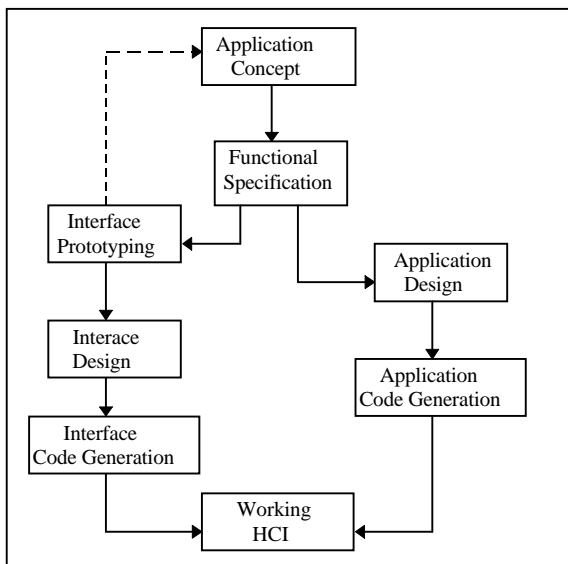 Application
Concept
Functional
Specification
Interface
Prototyping
Application
Design
Interace
Design
Application
Code Generation
Interface
Code Generation
Working
HCI